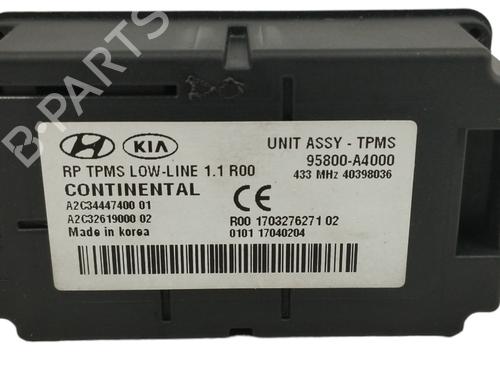 HYUNDAI KIA UNIT ASSY - TPMS
RP TPMS LOW-LINE 1.1 R00 95800-A4000
CONTINENTAL 433 MHz 40398036
A2C34447400 01 CE
A2C32619000 02 R00 1703276271 02
Made in korea 0101 17040204
B-PARTS